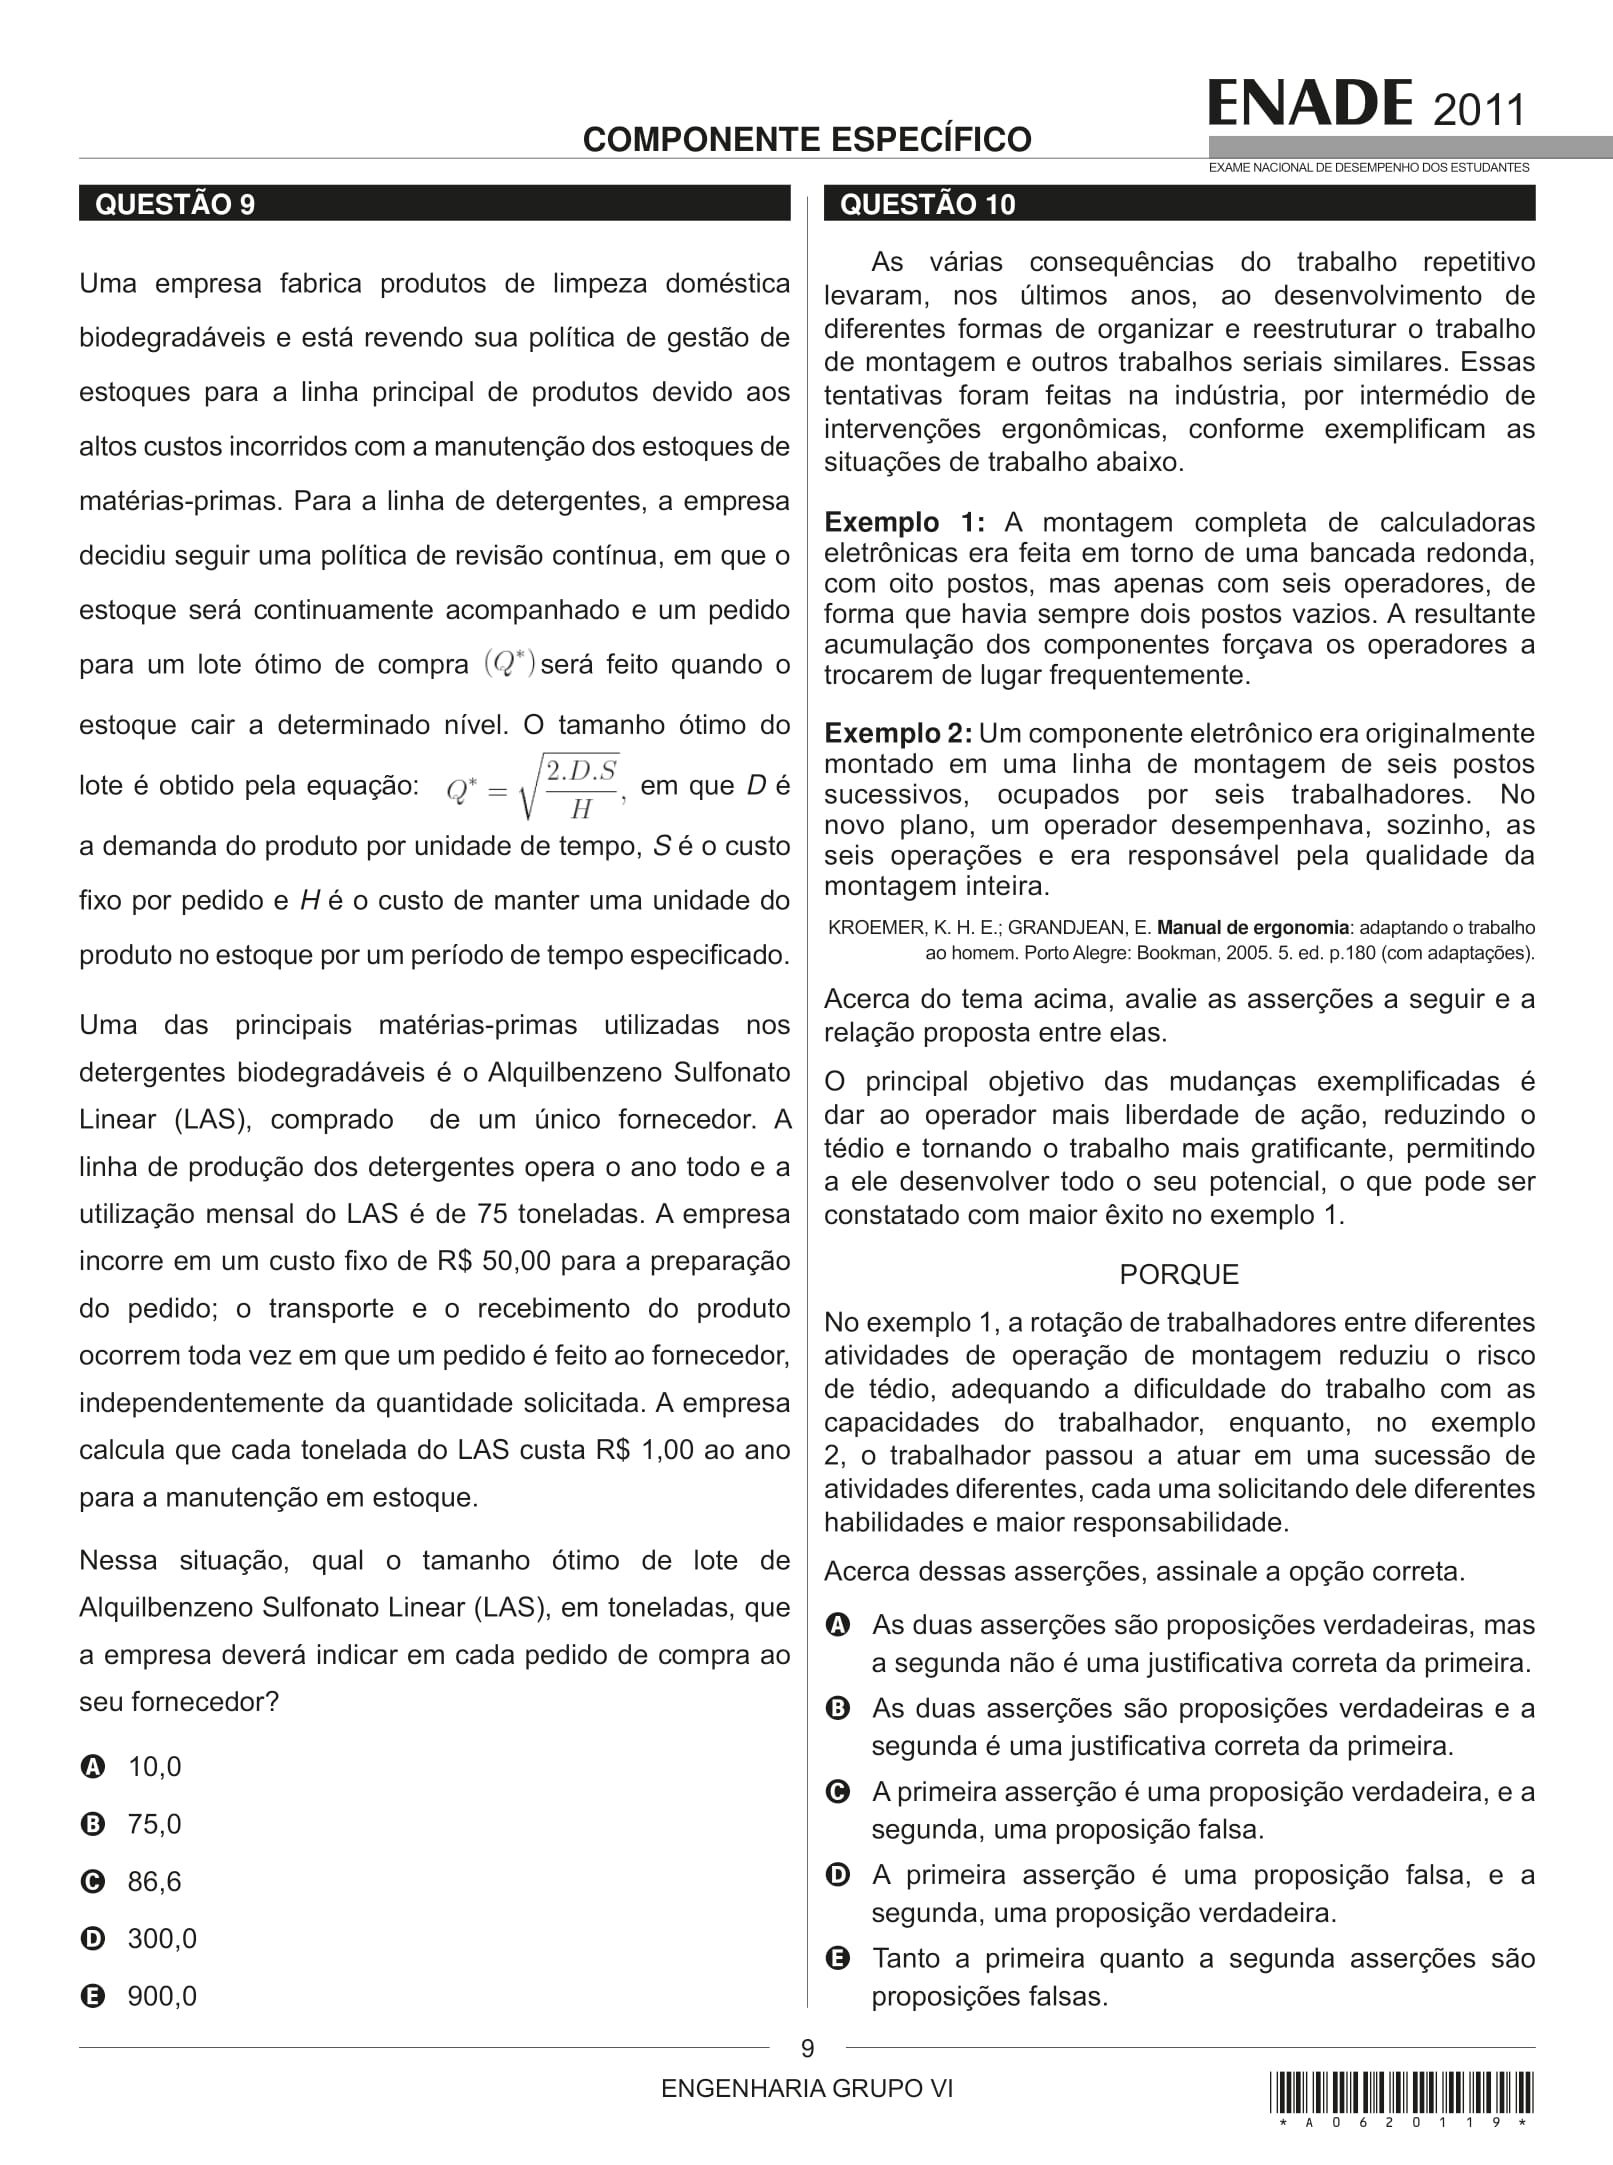 ENADE 2011
COMPONENTE ESPECÍFICO
EXAME NACIONAL DE DESEMPENHO DOS ESTUDANTES
QUESTÃO 9
Uma empresa fabrica produtos de limpeza doméstica
biodegradáveis e está revendo sua política de gestão de
estoques para a linha principal de produtos devido aos
altos custos incorridos com a manutenção dos estoques de
matérias-primas. Para a linha de detergentes, a empresa
decidiu seguir uma política de revisão contínua, em que o
estoque será continuamente acompanhado e um pedido
para um lote ótimo de compra (Q*) será feito quando o
estoque cair a determinado nível. O tamanho ótimo do
lote é obtido pela equação: Q* = √(2.D.S / H), em que D é
a demanda do produto por unidade de tempo, S é o custo
fixo por pedido e H é o custo de manter uma unidade do
produto no estoque por um período de tempo especificado.
Uma das principais matérias-primas utilizadas nos
detergentes biodegradáveis é o Alquilbenzeno Sulfonato
Linear (LAS), comprado de um único fornecedor. A
linha de produção dos detergentes opera o ano todo e a
utilização mensal do LAS é de 75 toneladas. A empresa
incorre em um custo fixo de R$ 50,00 para a preparação
do pedido; o transporte e o recebimento do produto
ocorrem toda vez em que um pedido é feito ao fornecedor,
independentemente da quantidade solicitada. A empresa
calcula que cada tonelada do LAS custa R$ 1,00 ao ano
para a manutenção em estoque.
Nessa situação, qual o tamanho ótimo de lote de
Alquilbenzeno Sulfonato Linear (LAS), em toneladas, que
a empresa deverá indicar em cada pedido de compra ao
seu fornecedor?
A 10,0
B 75,0
C 86,6
D 300,0
E 900,0
QUESTÃO 10
As várias consequências do trabalho repetitivo
levaram, nos últimos anos, ao desenvolvimento de
diferentes formas de organizar e reestruturar o trabalho
de montagem e outros trabalhos seriais similares. Essas
tentativas foram feitas na indústria, por intermédio de
intervenções ergonômicas, conforme exemplificam as
situações de trabalho abaixo.
Exemplo 1: A montagem completa de calculadoras
eletrônicas era feita em torno de uma bancada redonda,
com oito postos, mas apenas com seis operadores, de
forma que havia sempre dois postos vazios. A resultante
acumulação dos componentes forçava os operadores a
trocarem de lugar frequentemente.
Exemplo 2: Um componente eletrônico era originalmente
montado em uma linha de montagem de seis postos
sucessivos, ocupados por seis trabalhadores. No
novo plano, um operador desempenhava, sozinho, as
seis operações e era responsável pela qualidade da
montagem inteira.
KROEMER, K. H. E.; GRANDJEAN, E. Manual de ergonomia: adaptando o trabalho
ao homem. Porto Alegre: Bookman, 2005. 5. ed. p.180 (com adaptações).
Acerca do tema acima, avalie as asserções a seguir e a
relação proposta entre elas.
O principal objetivo das mudanças exemplificadas é
dar ao operador mais liberdade de ação, reduzindo o
tédio e tornando o trabalho mais gratificante, permitindo
a ele desenvolver todo o seu potencial, o que pode ser
constatado com maior êxito no exemplo 1.
PORQUE
No exemplo 1, a rotação de trabalhadores entre diferentes
atividades de operação de montagem reduziu o risco
de tédio, adequando a dificuldade do trabalho com as
capacidades do trabalhador, enquanto, no exemplo
2, o trabalhador passou a atuar em uma sucessão de
atividades diferentes, cada uma solicitando dele diferentes
habilidades e maior responsabilidade.
Acerca dessas asserções, assinale a opção correta.
A As duas asserções são proposições verdadeiras, mas
a segunda não é uma justificativa correta da primeira.
B As duas asserções são proposições verdadeiras e a
segunda é uma justificativa correta da primeira.
C A primeira asserção é uma proposição verdadeira, e a
segunda, uma proposição falsa.
D A primeira asserção é uma proposição falsa, e a
segunda, uma proposição verdadeira.
E Tanto a primeira quanto a segunda asserções são
proposições falsas.
9
ENGENHARIA GRUPO VI
* A 0 6 2 0 1 1 9 *